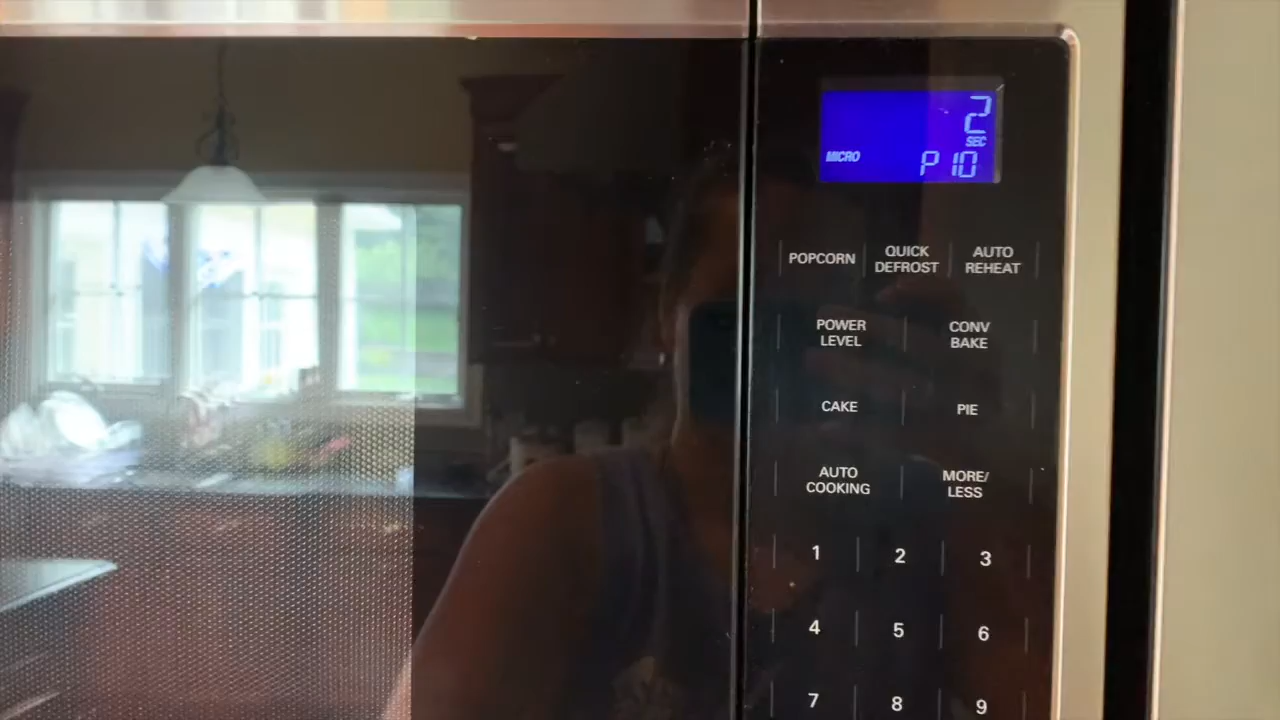 2
SEC
MICRO P 10
POPCORN
QUICK
DEFROST
AUTO
REHEAT
POWER
LEVEL
CONV
BAKE
CAKE
PIE
AUTO
COOKING
MORE/
LESS
1 2 3
4 5 6
7 8 9